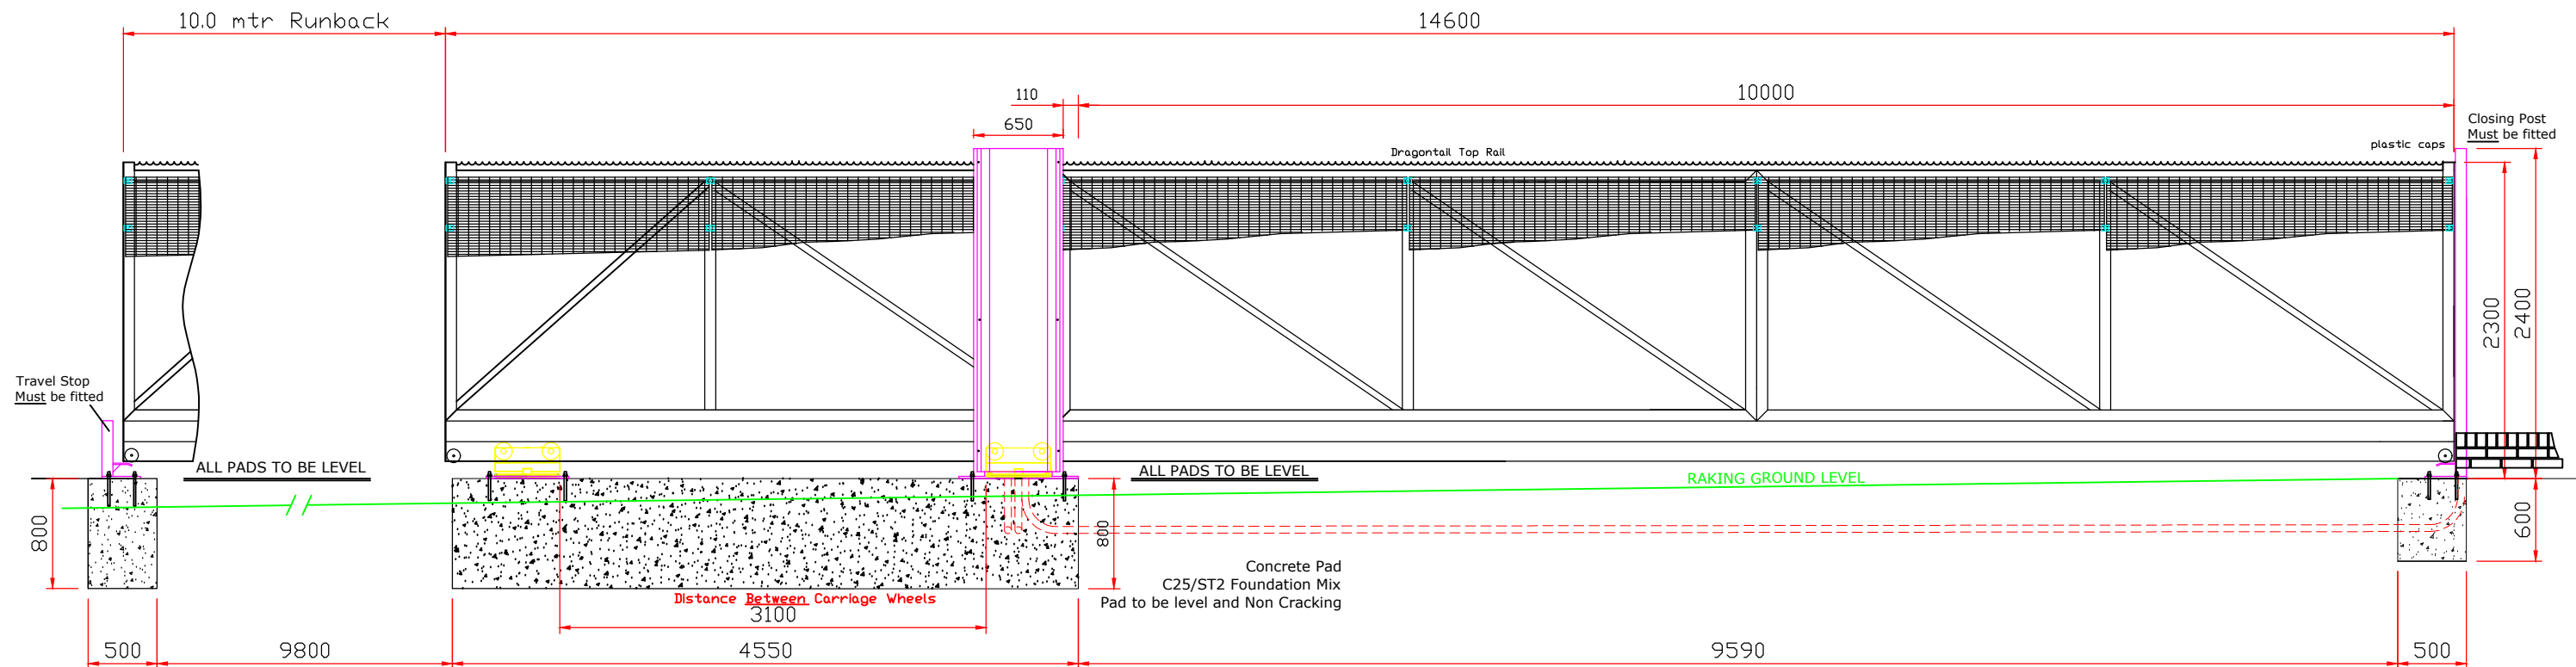 10.0 mtr Runback
14600
110
10000
650
Closing Post
Must be fitted
plastic caps
Dragontail Top Rail
2300
2400
Travel Stop
Must be fitted
ALL PADS TO BE LEVEL
ALL PADS TO BE LEVEL
RAKING GROUND LEVEL
800
800
600
Concrete Pad
C25/ST2 Foundation Mix
Pad to be level and Non Cracking
Distance Between Carriage Wheels
3100
500
9800
4550
9590
500